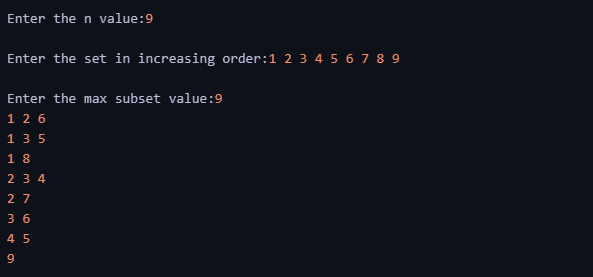 Enter the n value:9
Enter the set in increasing order:1 2 3 4 5 6 7 8 9
Enter the max subset value:9
1 2 6
1 3 5
1 8
2 3 4
2 7
3 6
4 5
9